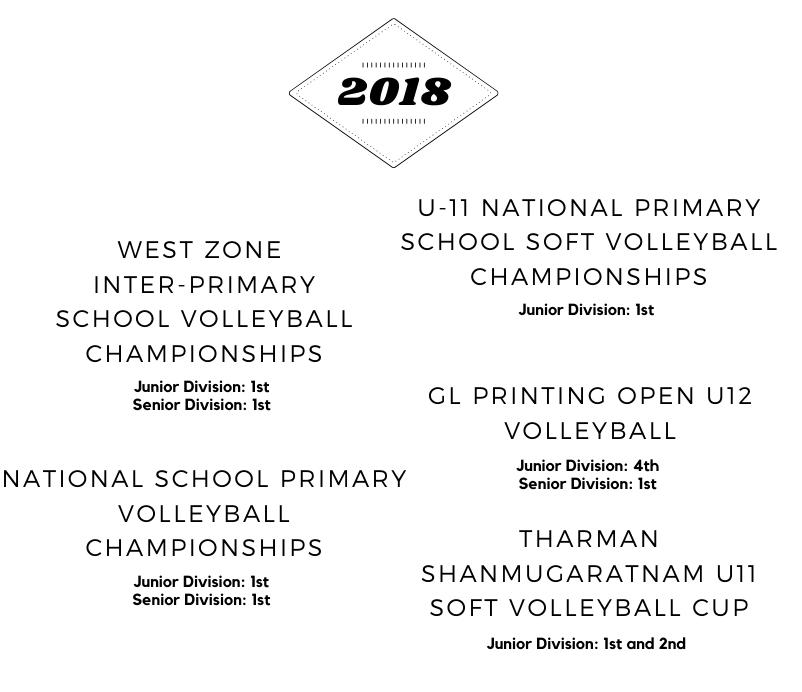 2018
WEST ZONE
INTER-PRIMARY
SCHOOL VOLLEYBALL
CHAMPIONSHIPS
Junior Division: 1st
Senior Division: 1st
NATIONAL SCHOOL PRIMARY
VOLLEYBALL
CHAMPIONSHIPS
Junior Division: 1st
Senior Division: 1st
U-11 NATIONAL PRIMARY
SCHOOL SOFT VOLLEYBALL
CHAMPIONSHIPS
Junior Division: 1st
GL PRINTING OPEN U12
VOLLEYBALL
Junior Division: 4th
Senior Division: 1st
THARMAN
SHANMUGARATNAM U11
SOFT VOLLEYBALL CUP
Junior Division: 1st and 2nd